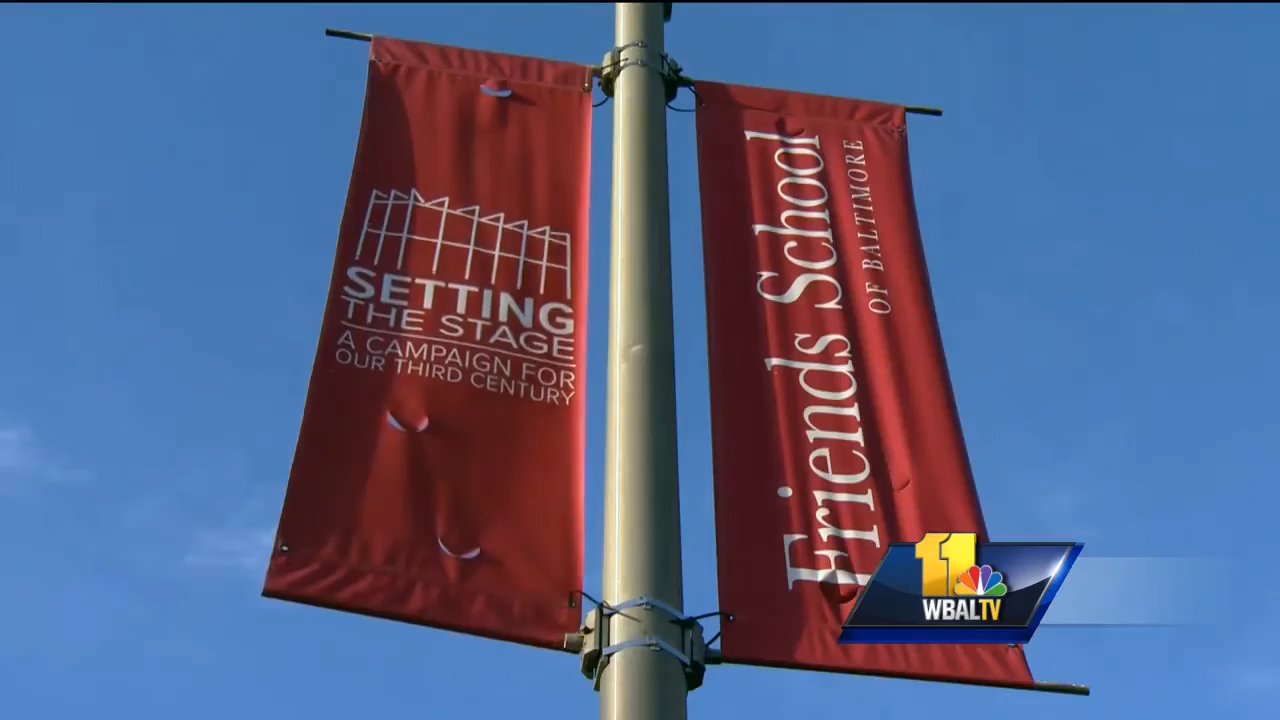 SETTING
THE STAGE
A CAMPAIGN FOR
OUR THIRD CENTURY
Friends School
OF BALTIMORE
11
WBALTV